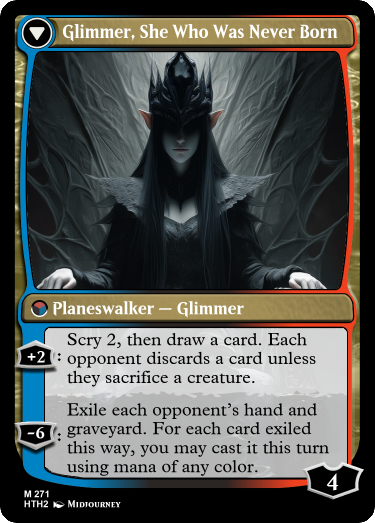 Glimmer, She Who Was Never Born
Planeswalker — Glimmer
+2: Scry 2, then draw a card. Each
opponent discards a card unless
they sacrifice a creature.
Exile each opponent's hand and
graveyard. For each card exiled
-6: this way, you may cast it this turn
using mana of any color.
4
M 271
HTH2 Midjourney